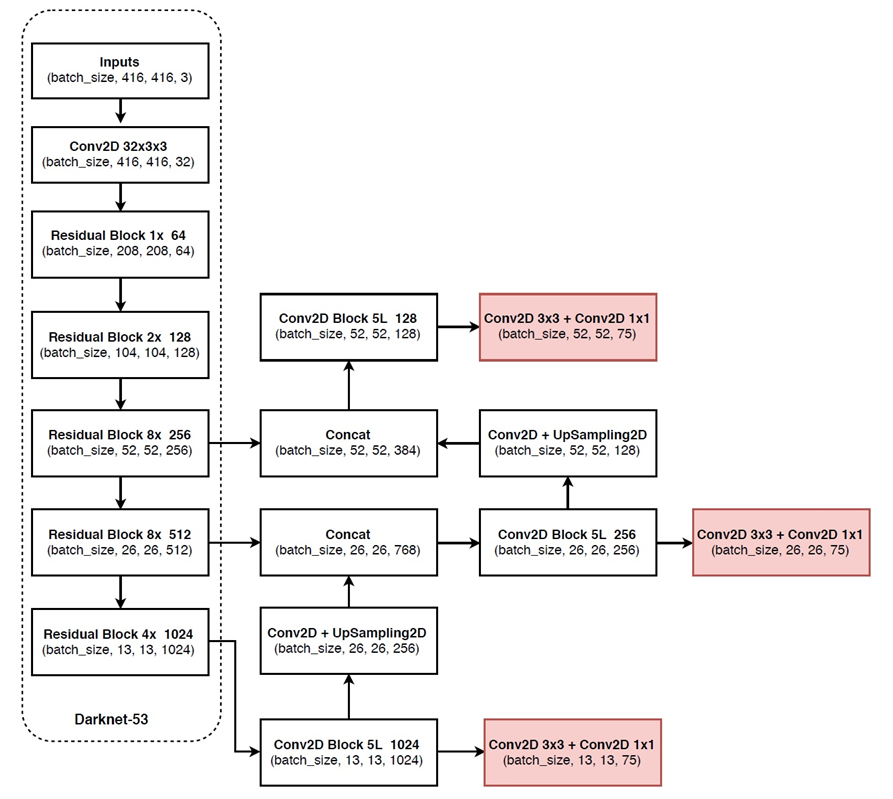 Inputs
(batch_size, 416, 416, 3)
Conv2D 32x3x3
(batch_size, 416, 416, 32)
Residual Block 1x 64
(batch_size, 208, 208, 64)
Residual Block 2x 128
(batch_size, 104, 104, 128)
Residual Block 8x 256
(batch_size, 52, 52, 256)
Residual Block 8x 512
(batch_size, 26, 26, 512)
Residual Block 4x 1024
(batch_size, 13, 13, 1024)
Darknet-53
Conv2D Block 5L 128
(batch_size, 52, 52, 128)
Conv2D 3x3 + Conv2D 1x1
(batch_size, 52, 52, 75)
Concat
(batch_size, 52, 52, 384)
Conv2D + UpSampling2D
(batch_size, 52, 52, 128)
Concat
(batch_size, 26, 26, 768)
Conv2D Block 5L 256
(batch_size, 26, 26, 256)
Conv2D 3x3 + Conv2D 1x1
(batch_size, 26, 26, 75)
Conv2D + UpSampling2D
(batch_size, 26, 26, 256)
Conv2D Block 5L 1024
(batch_size, 13, 13, 1024)
Conv2D 3x3 + Conv2D 1x1
(batch_size, 13, 13, 75)